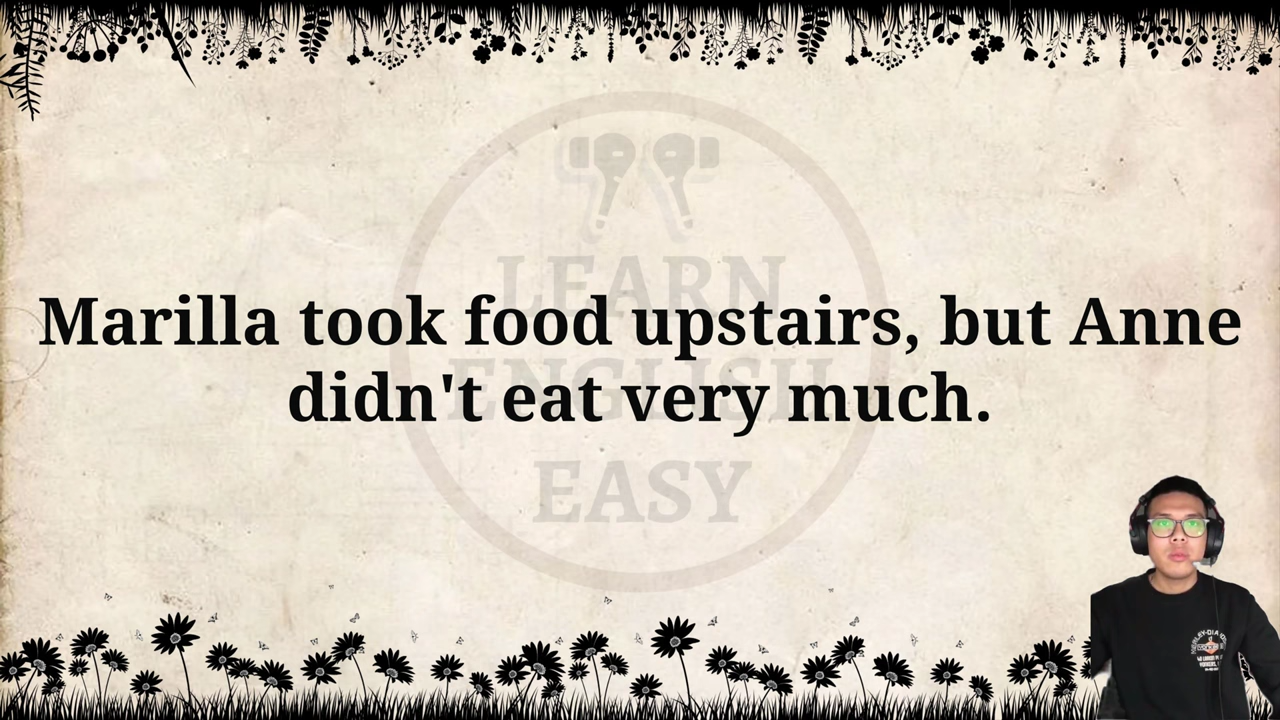 LEARN
Marilla took food upstairs, but Anne
ENGLISH
didn't eat very much.
EASY